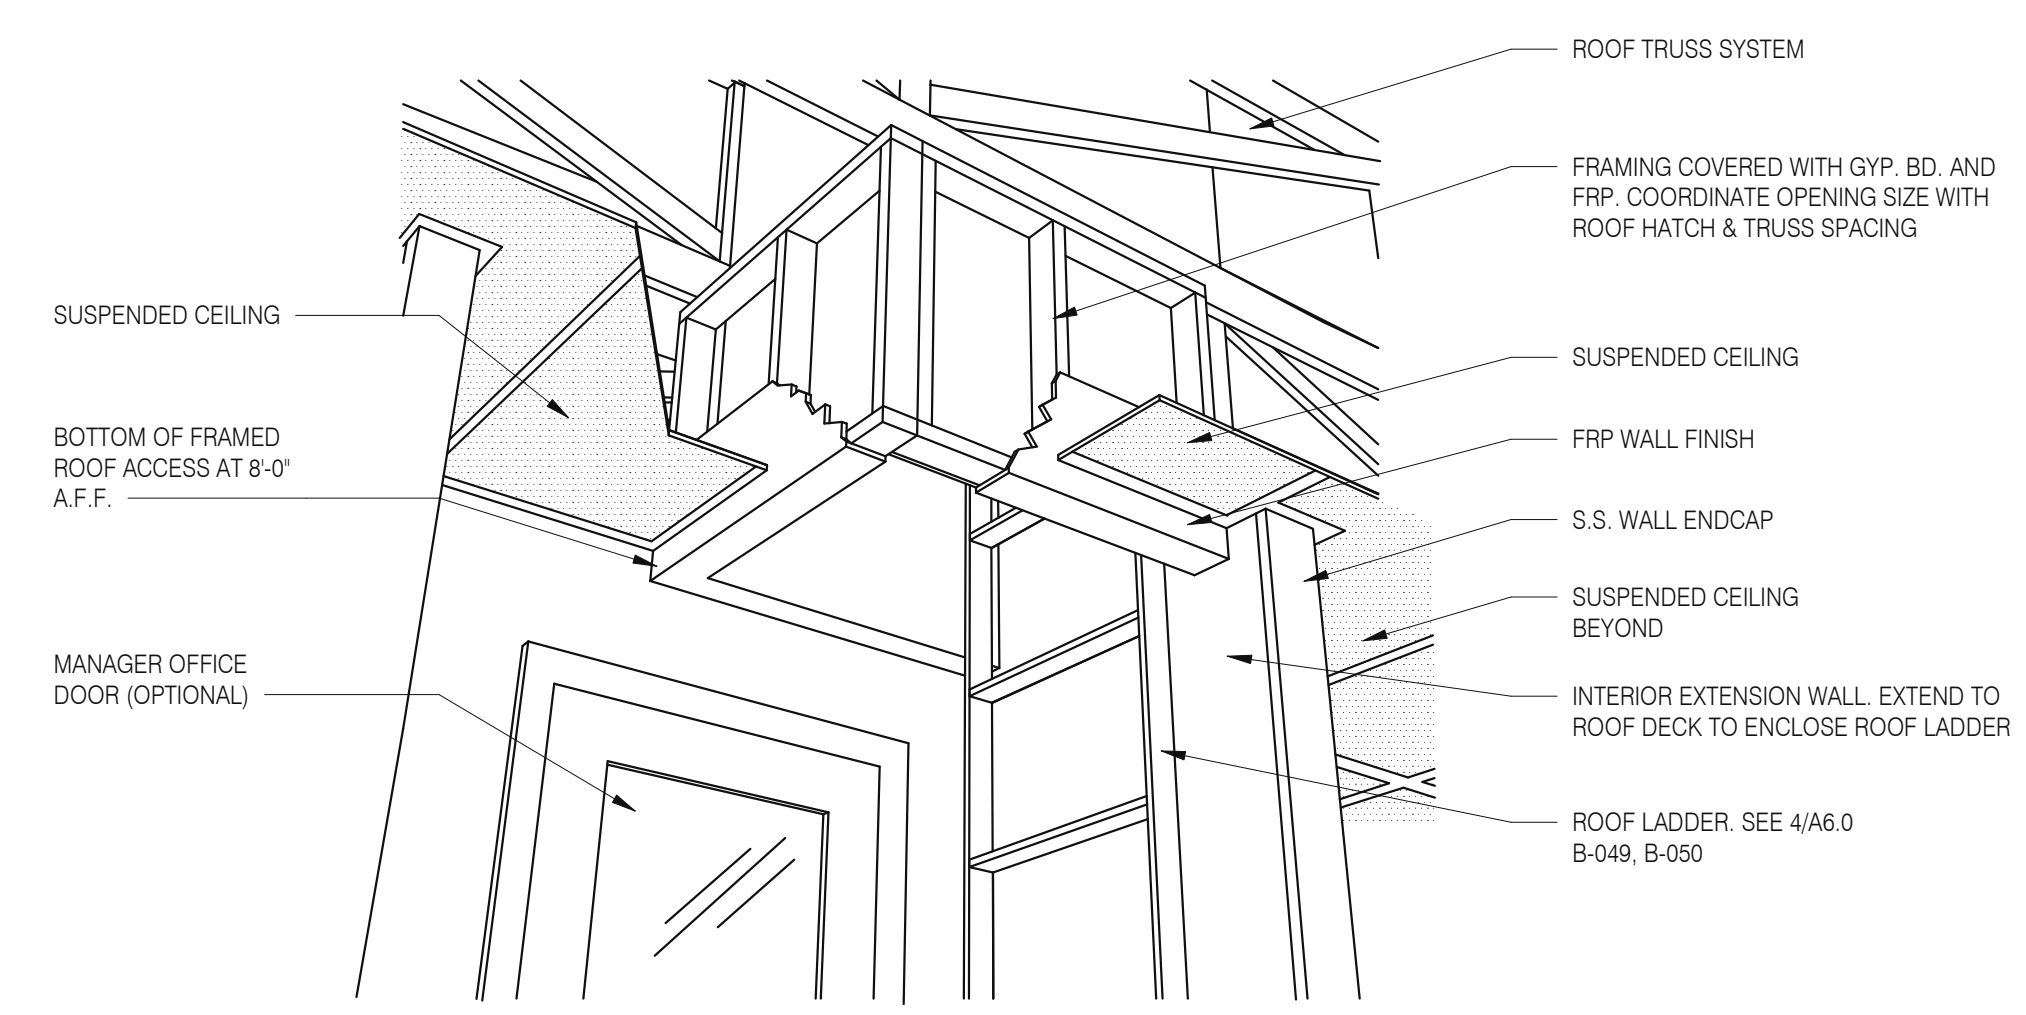 SUSPENDED CEILING
BOTTOM OF FRAMED
ROOF ACCESS AT 8'-0"
A.F.F.
MANAGER OFFICE
DOOR (OPTIONAL)
ROOF TRUSS SYSTEM
FRAMING COVERED WITH GYP. BD. AND
FRP. COORDINATE OPENING SIZE WITH
ROOF HATCH & TRUSS SPACING
SUSPENDED CEILING
FRP WALL FINISH
S.S. WALL ENDCAP
SUSPENDED CEILING
BEYOND
INTERIOR EXTENSION WALL. EXTEND TO
ROOF DECK TO ENCLOSE ROOF LADDER
ROOF LADDER. SEE 4/A6.0
B-049, B-050